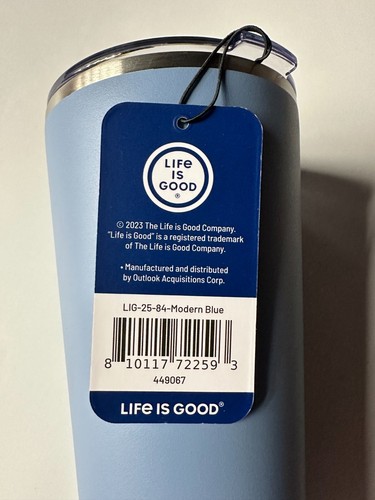 LIFE
IS
GOOD
®
© 2023 The Life is Good Company.
"Life is Good" is a registered trademark
of The Life is Good Company.
• Manufactured and distributed
by Outlook Acquisitions Corp.
LIG-25-84-Modern Blue
8 10117 72259 3
449067
LIFE IS GOOD®